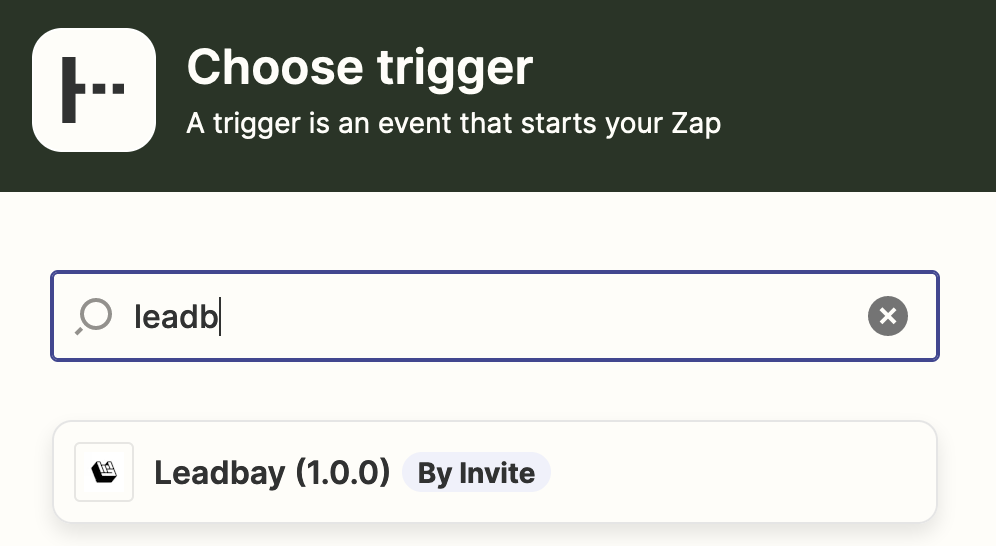 Choose trigger
A trigger is an event that starts your Zap
leadb
Leadbay (1.0.0) By Invite